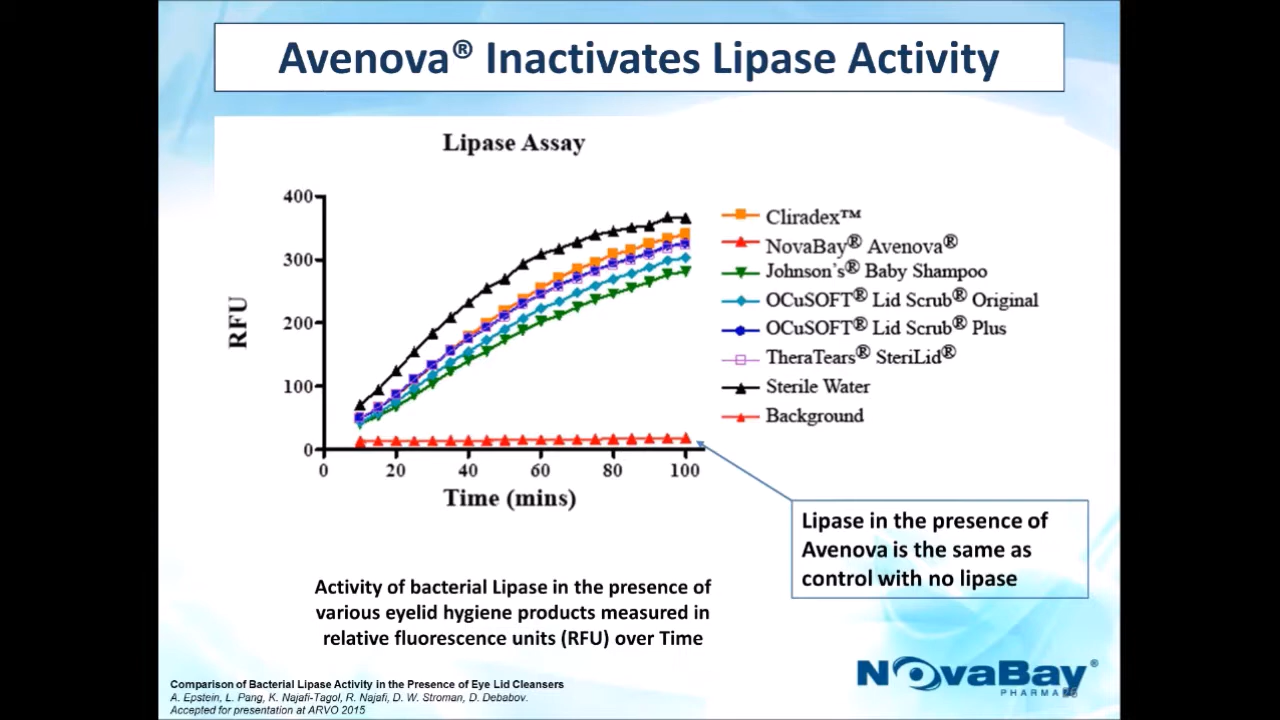 Avenova® Inactivates Lipase Activity
Lipase Assay
400
300
200
100
0
RFU
0 20 40 60 80 100
Time (mins)
Cliradex™
NovaBay® Avenova®
Johnson's® Baby Shampoo
OCuSOFT® Lid Scrub® Original
OCuSOFT® Lid Scrub® Plus
TheraTears® SteriLid®
Sterile Water
Background
Lipase in the presence of
Avenova is the same as
control with no lipase
Activity of bacterial Lipase in the presence of
various eyelid hygiene products measured in
relative fluorescence units (RFU) over Time
Comparison of Bacterial Lipase Activity in the Presence of Eye Lid Cleansers
A. Epstein, L. Pang, K. Najafi-Tagol, R. Najafi, D. W. Stroman, D. Debabov.
Accepted for presentation at ARVO 2015
NovaBay®
PHARMA